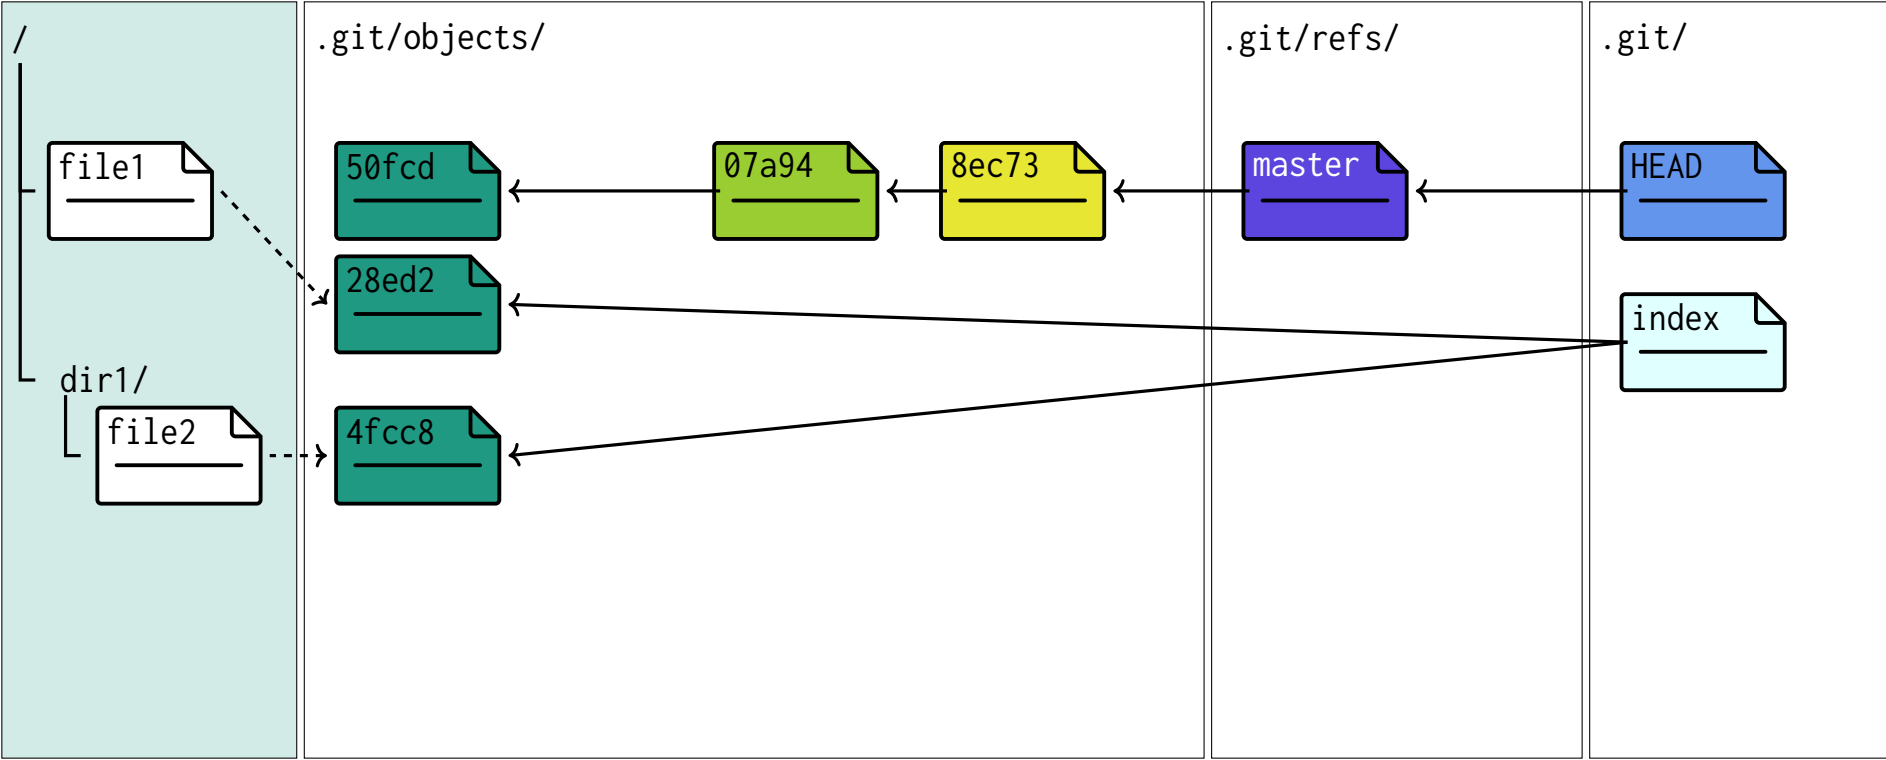 /
file1
dir1/
file2
.git/objects/
50fcd
07a94
8ec73
28ed2
4fcc8
.git/refs/
master
.git/
HEAD
index